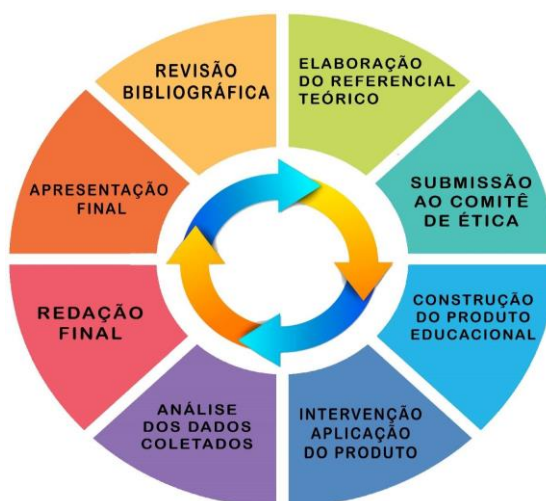 REVISÃO
BIBLIOGRÁFICA
ELABORAÇÃO
DO REFERENCIAL
TEÓRICO
SUBMISSÃO
AO COMITÊ
DE ÉTICA
CONSTRUÇÃO
DO PRODUTO
EDUCACIONAL
INTERVENÇÃO
APLICAÇÃO
DO PRODUTO
ANÁLISE
DOS DADOS
COLETADOS
REDAÇÃO
FINAL
APRESENTAÇÃO
FINAL